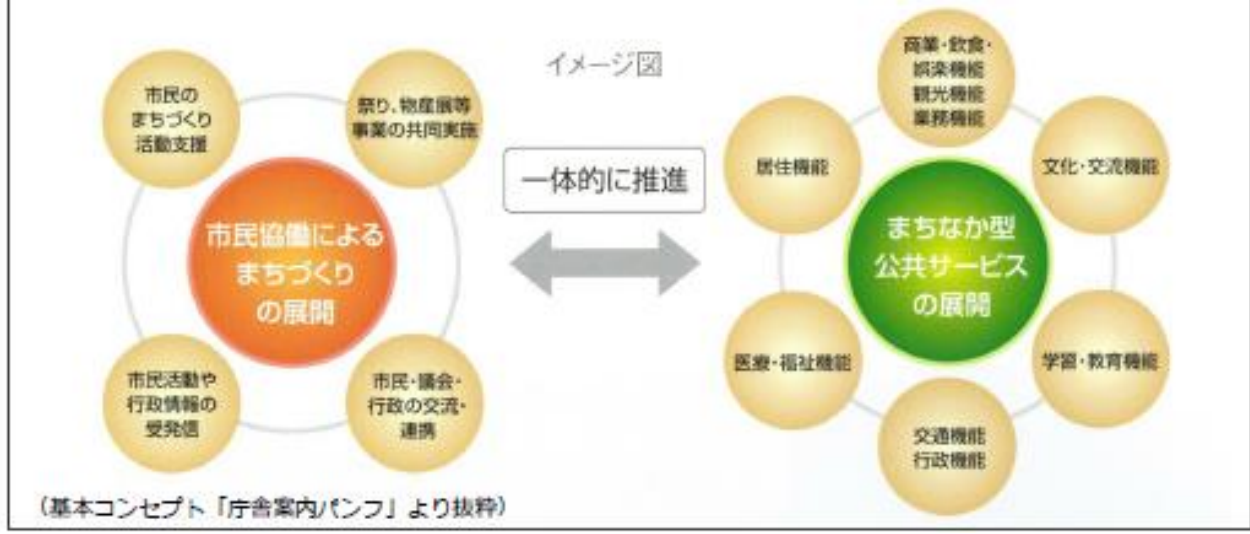 イメージ図
市民の
まちづくり
活動支援
祭り、物産展等
事業の共同実施
市民協働による
まちづくり
の展開
市民活動や
行政情報の
受発信
市民・議会・
行政の交流・
連携
一体的に推進
商業・飲食・
娯楽機能
観光機能
業務機能
居住機能
文化・交流機能
まちなか型
公共サービス
の展開
医療・福祉機能
学習・教育機能
交通機能
行政機能
(基本コンセプト「庁舎案内パンフ」より抜粋)